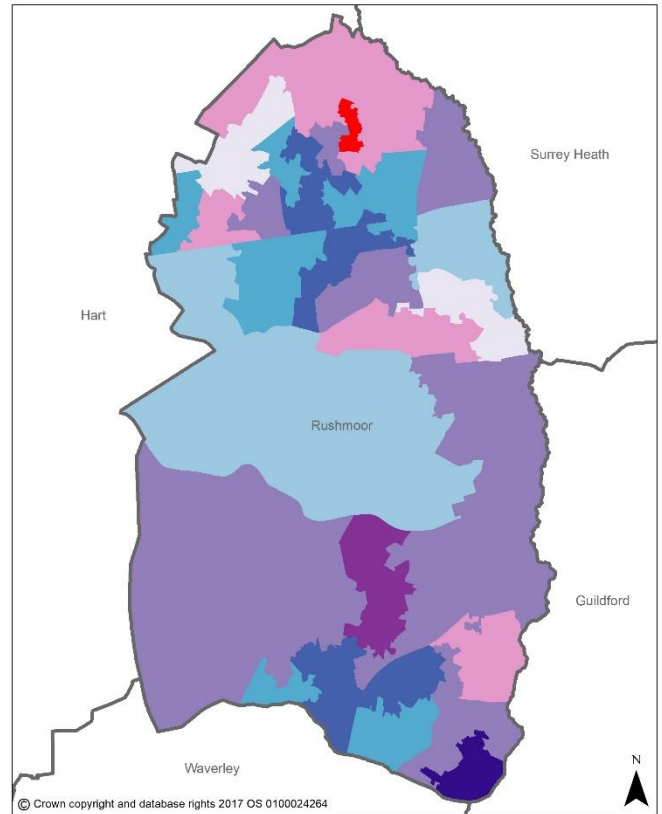 Surrey Heath
Hart
Rushmoor
Guildford
Waverley
N
© Crown copyright and database rights 2017 OS 0100024264